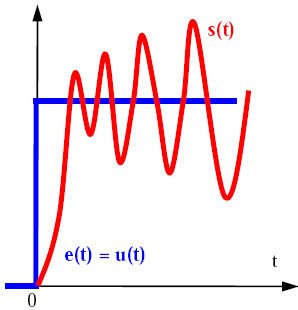 s(t)
e(t) = u(t)
t
0